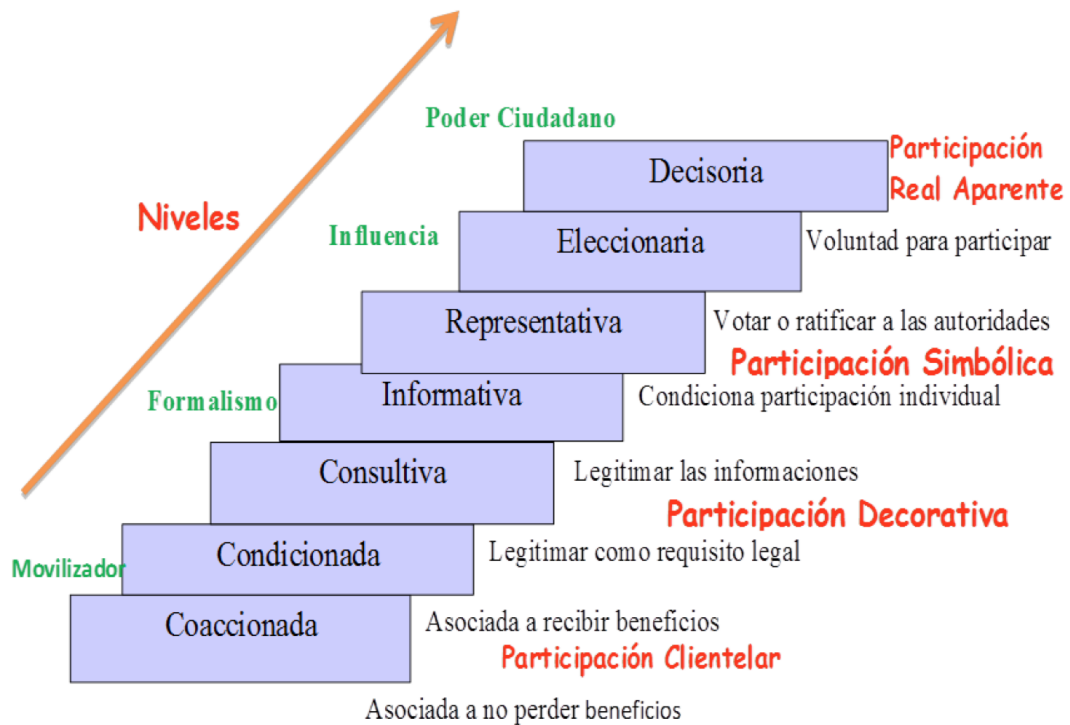 Poder Ciudadano
Decisoria
Participación
Real Aparente
Niveles
Influencia
Eleccionaria
Voluntad para participar
Representativa
Votar o ratificar a las autoridades
Participación Simbólica
Formalismo
Informativa
Condiciona participación individual
Consultiva
Legitimar las informaciones
Participación Decorativa
Movilizador
Condicionada
Legitimar como requisito legal
Coaccionada
Asociada a recibir beneficios
Participación Clientelar
Asociada a no perder beneficios